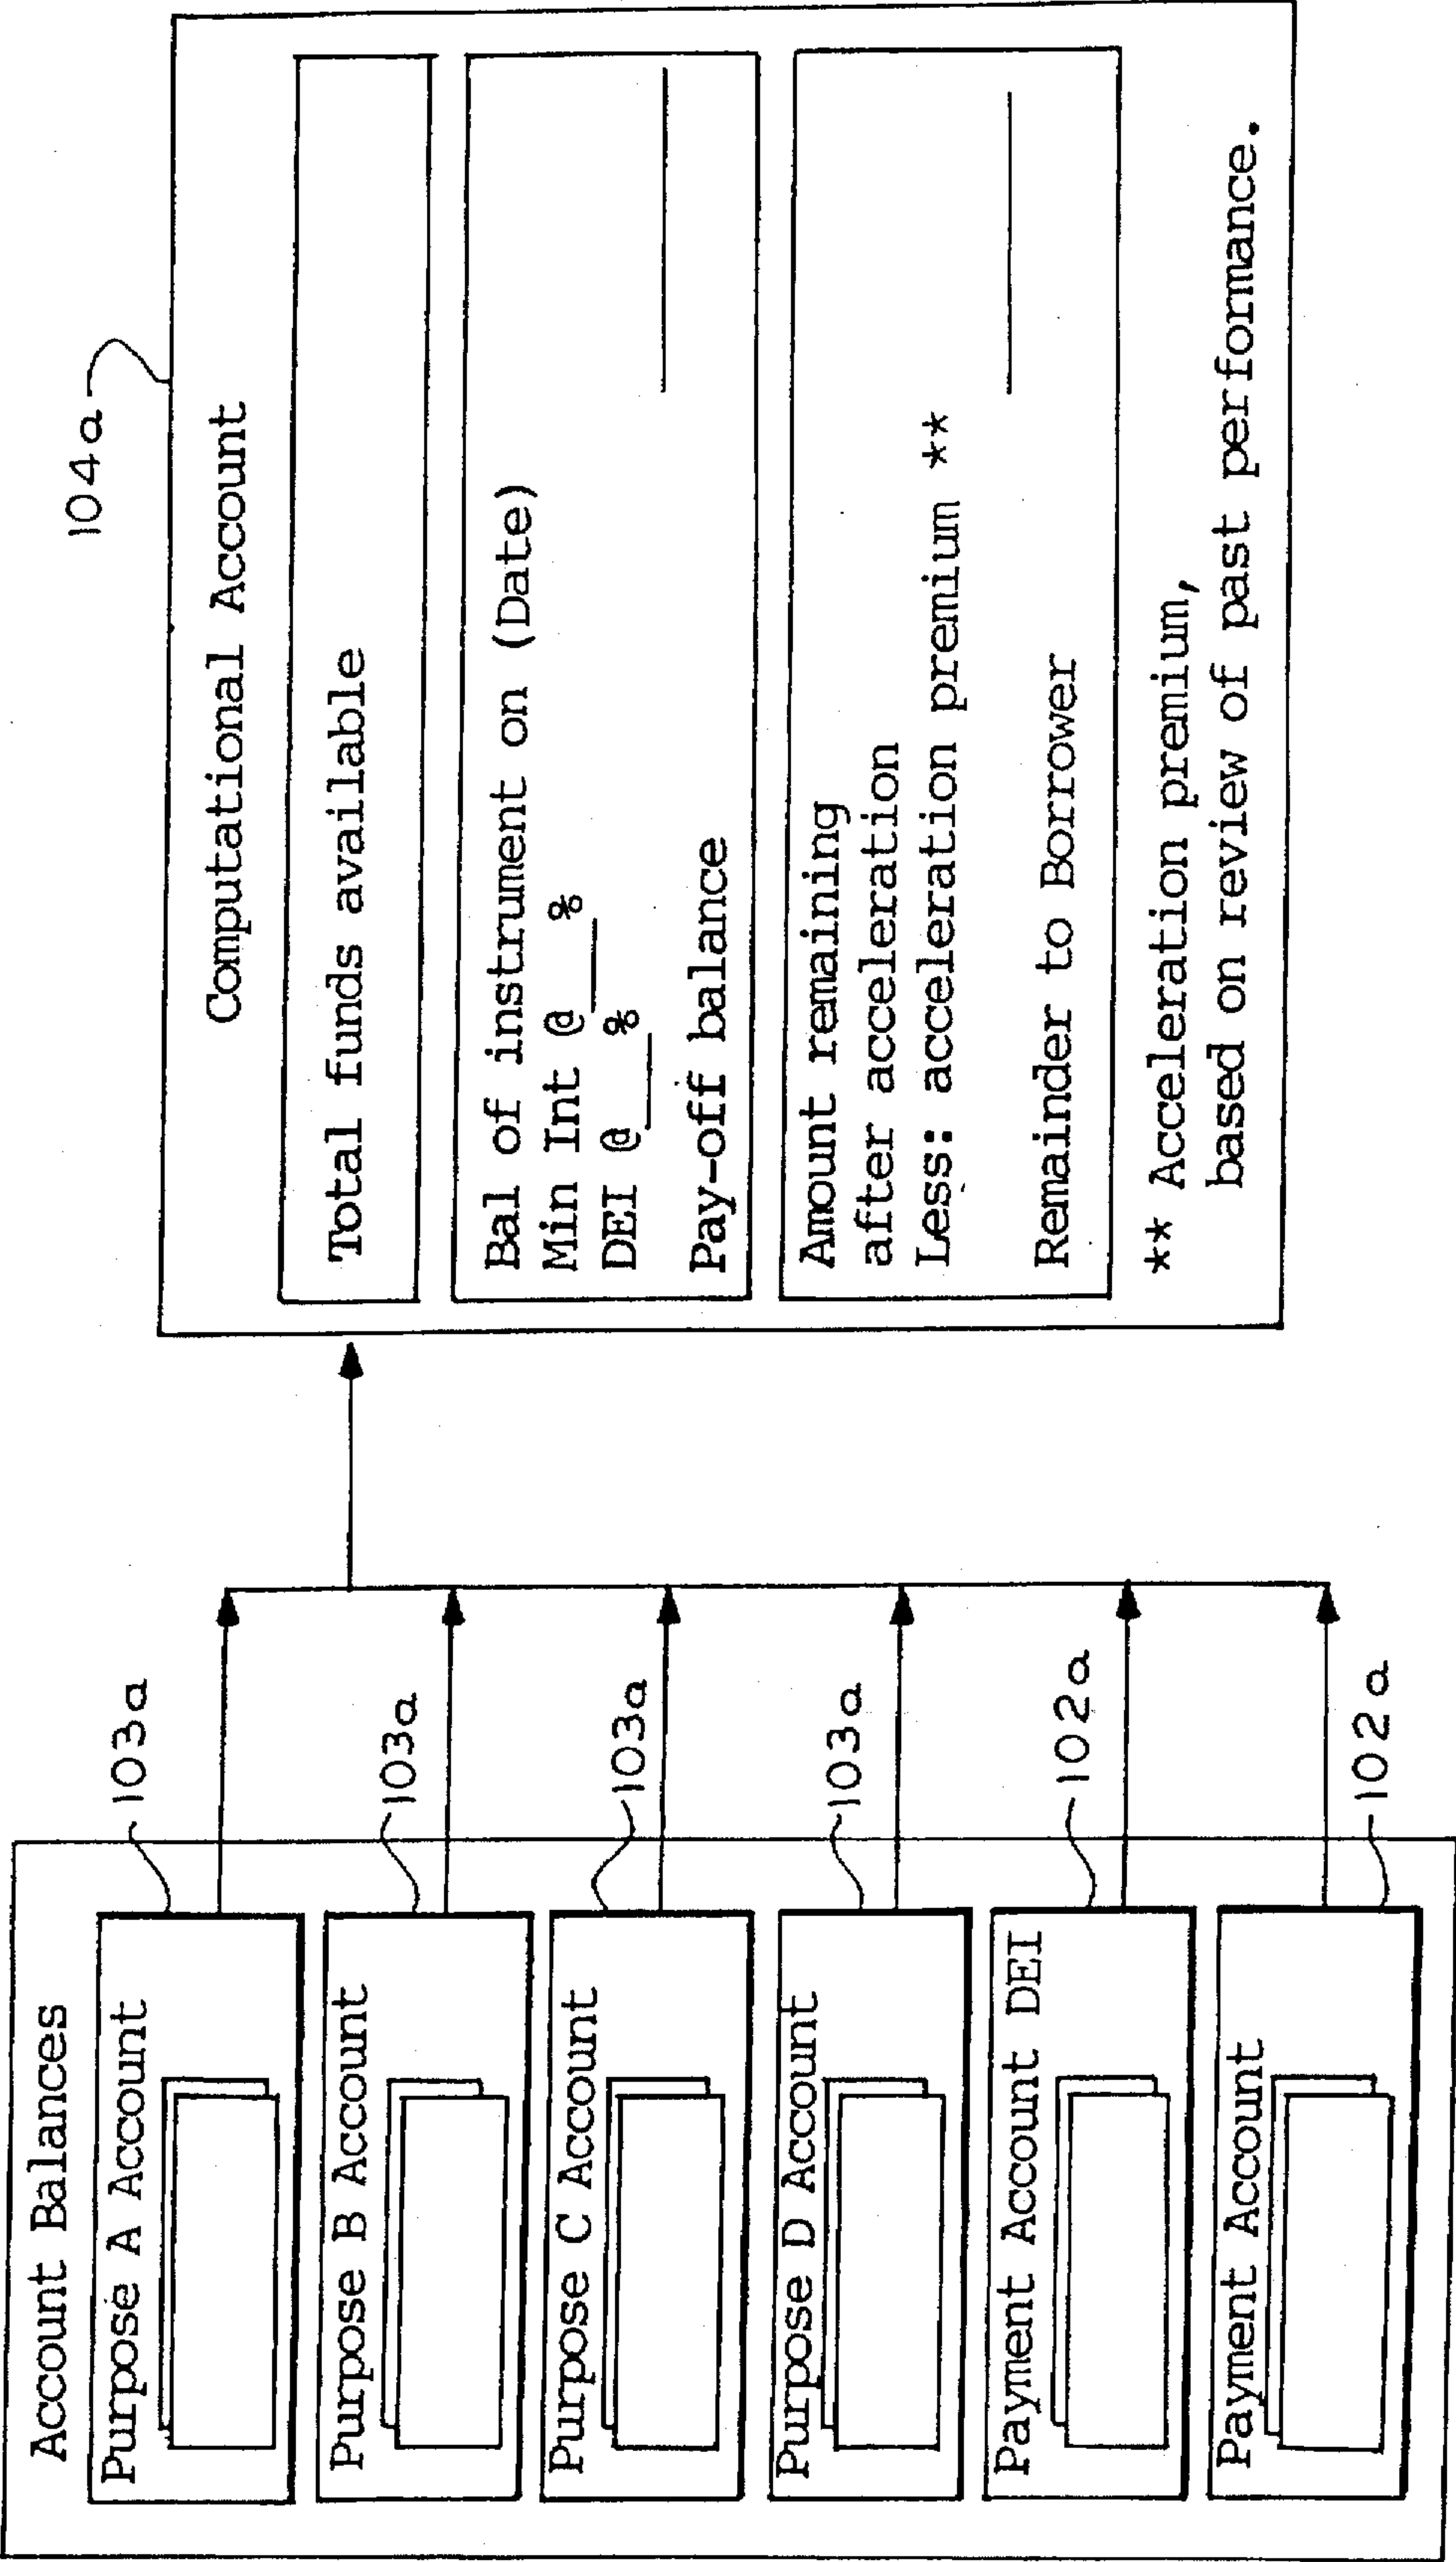 Account Balances
Purpose A Account
103a
Purpose B Account
103a
Purpose C Account
103a
Purpose D Account
103a
Payment Account DEI
102a
Payment Account
102a
104a
Computational Account
Total funds available
Bal of instrument on (Date)
Min Int @ ___ %
DEI @ ___ %
Pay-off balance
Amount remaining
after acceleration
Less: acceleration premium **
Remainder to Borrower
** Acceleration premium,
based on review of past performance.